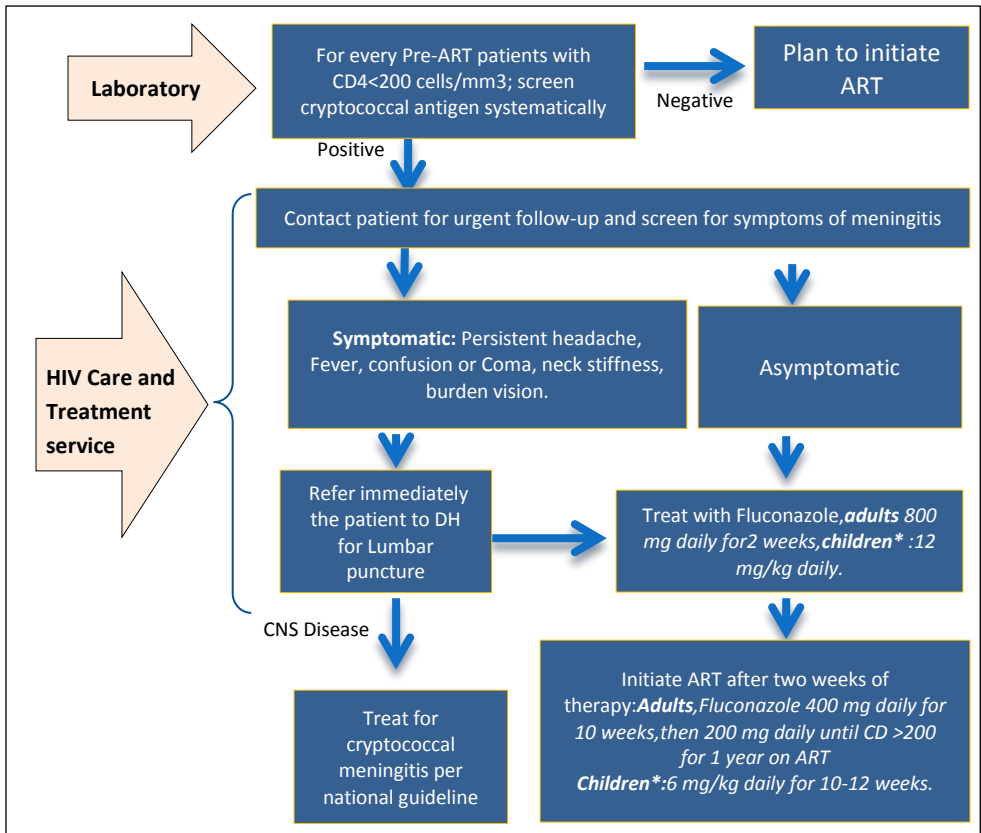 Laboratory
For every Pre-ART patients with
CD4<200 cells/mm3; screen
cryptococcal antigen systematically
Negative
Plan to initiate
ART
Positive
Contact patient for urgent follow-up and screen for symptoms of meningitis
HIV Care and
Treatment
service
Symptomatic: Persistent headache,
Fever, confusion or Coma, neck stiffness,
burden vision.
Asymptomatic
Refer immediately
the patient to DH
for Lumbar
puncture
Treat with Fluconazole,adults 800
mg daily for2 weeks,children* :12
mg/kg daily.
CNS Disease
Treat for
cryptococcal
meningitis per
national guideline
Initiate ART after two weeks of
therapy:Adults,Fluconazole 400 mg daily for
10 weeks,then 200 mg daily until CD >200
for 1 year on ART
Children*:6 mg/kg daily for 10-12 weeks.